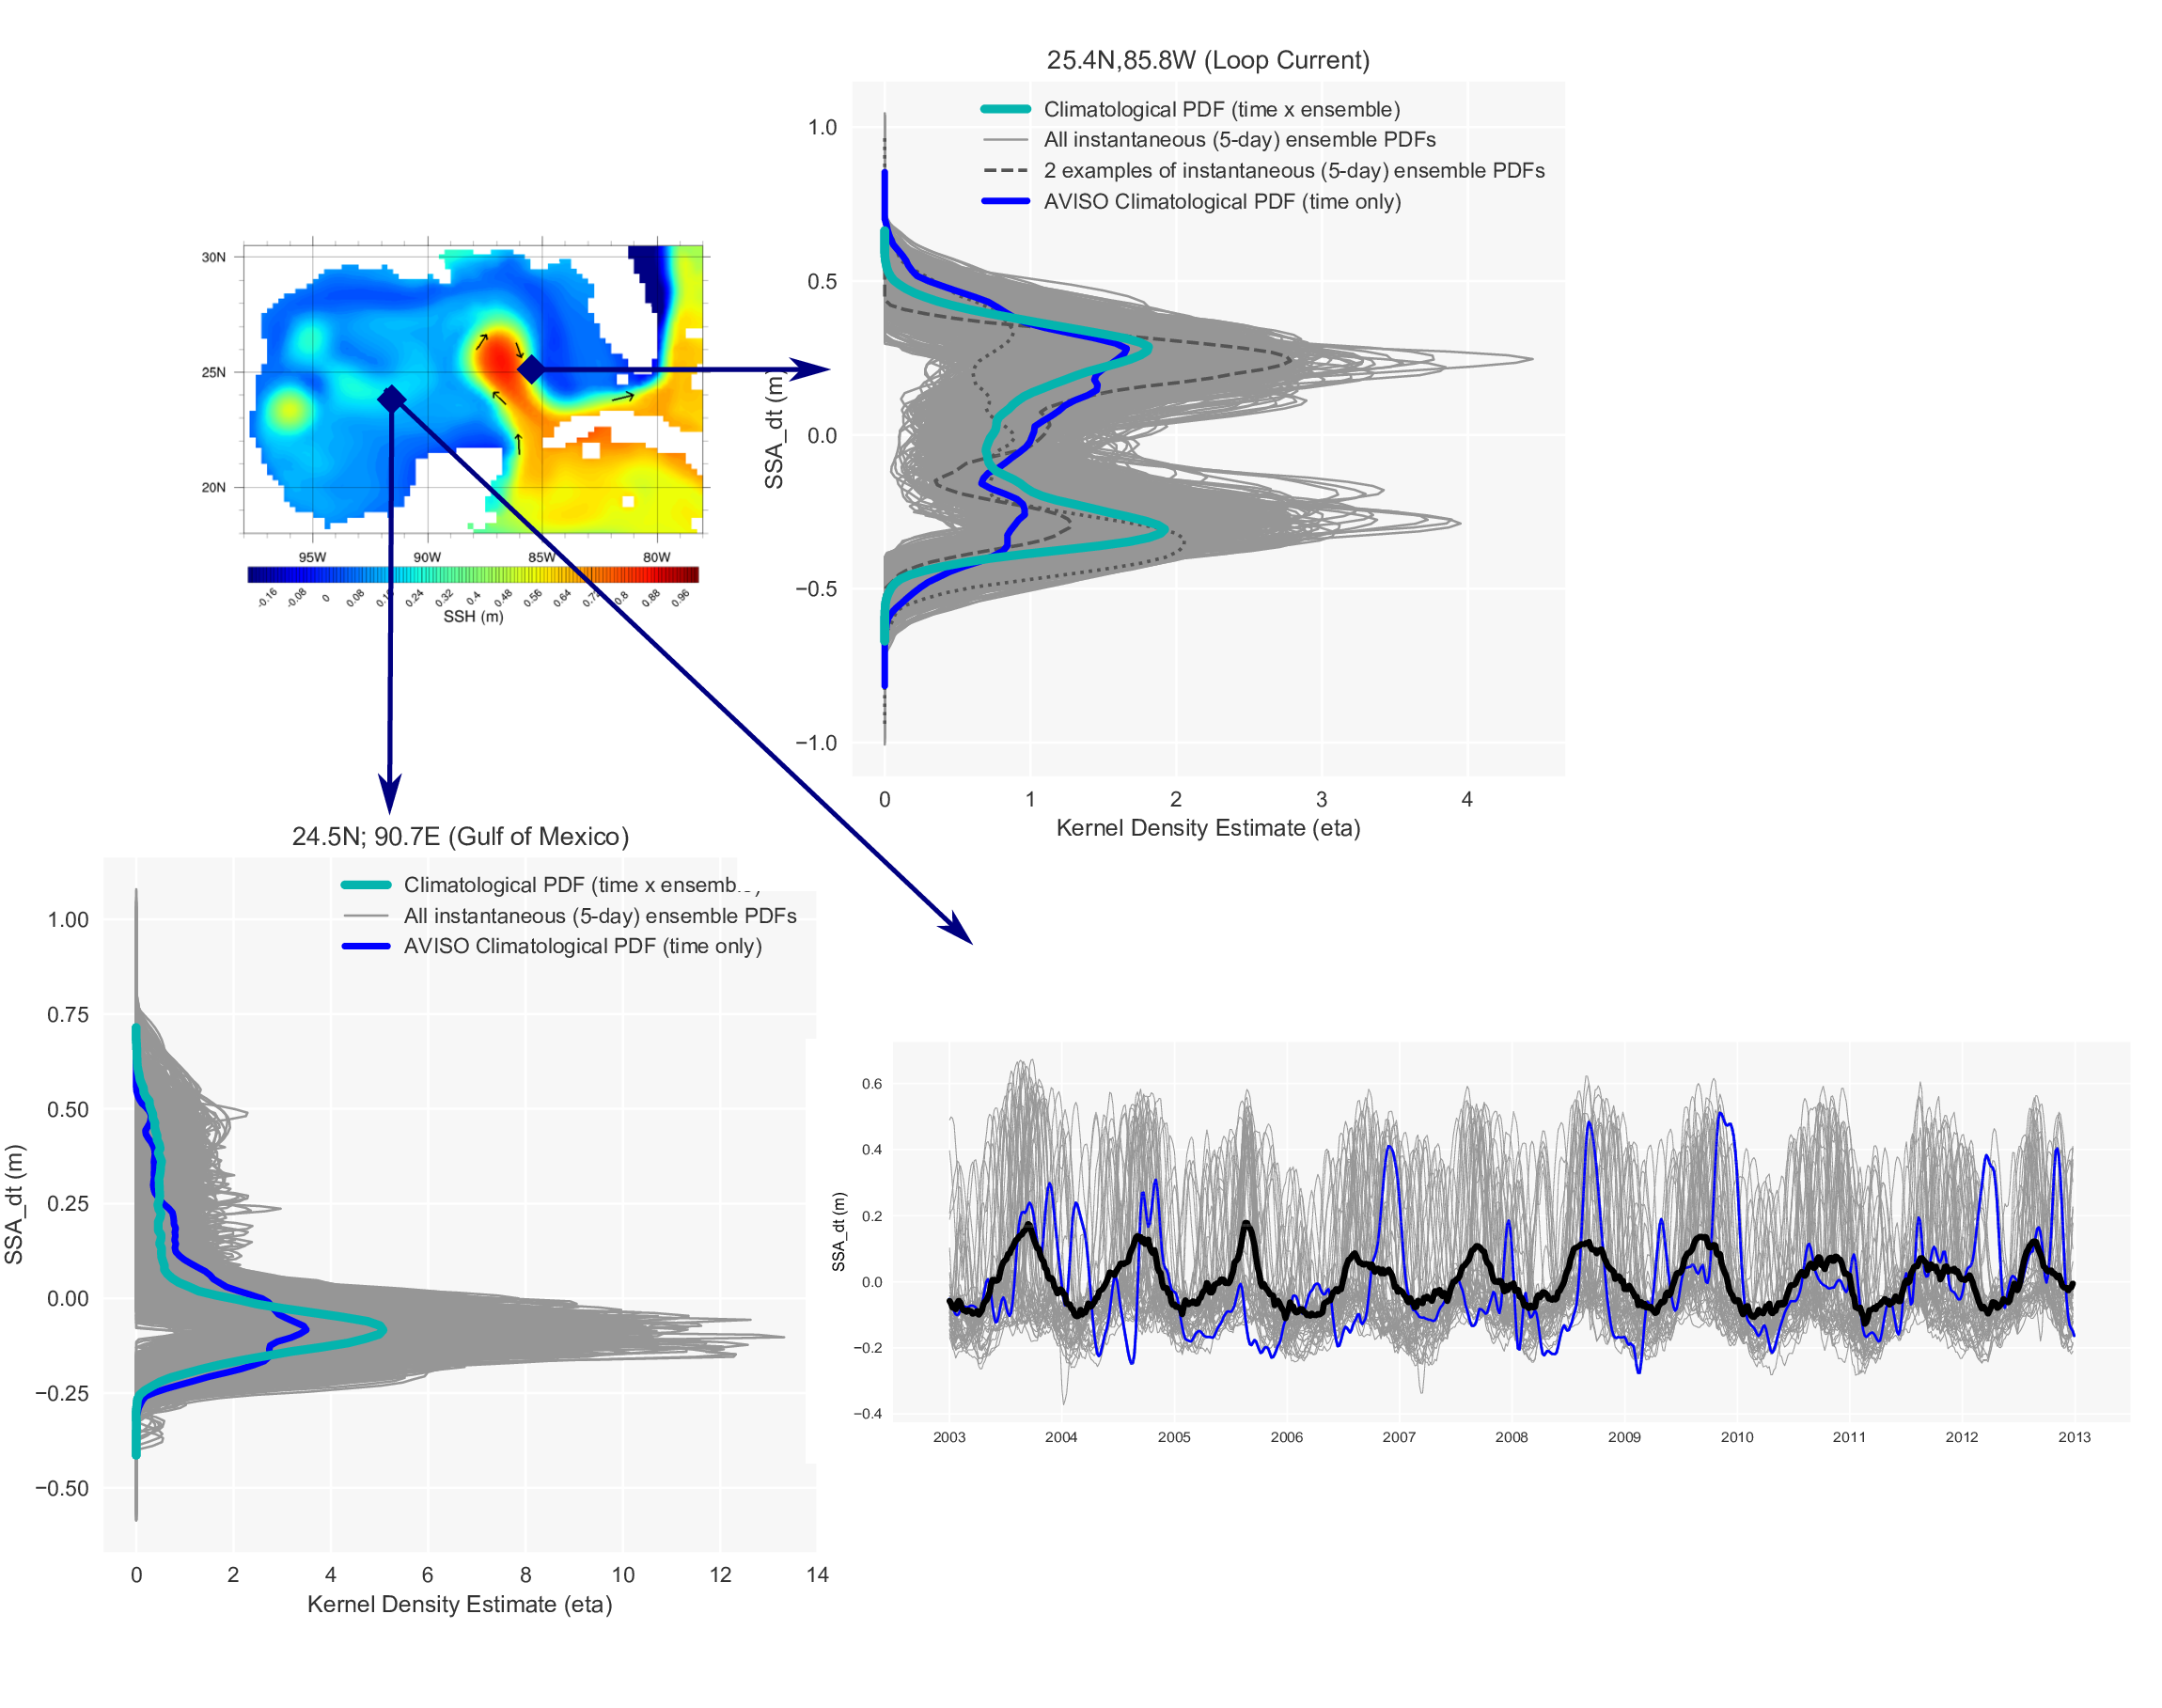 25.4N,85.8W (Loop Current)
Climatological PDF (time x ensemble)
All instantaneous (5-day) ensemble PDFs
2 examples of instantaneous (5-day) ensemble PDFs
AVISO Climatological PDF (time only)
1.0
0.5
0.0
−0.5
−1.0
SSA_dt (m)
0 1 2 3 4
Kernel Density Estimate (eta)
30N
25N
20N
95W 90W 85W 80W
-0.16 -0.08 0 0.08 0.24 0.32 0.4 0.48 0.56 0.64 0.8 0.88 0.96
SSH (m)
24.5N; 90.7E (Gulf of Mexico)
Climatological PDF (time x ensemble)
All instantaneous (5-day) ensemble PDFs
AVISO Climatological PDF (time only)
1.00
0.75
0.50
0.25
0.00
−0.25
−0.50
SSA_dt (m)
0 2 4 6 8 10 12 14
Kernel Density Estimate (eta)
0.6
0.4
0.2
0.0
−0.2
−0.4
SSA_dt (m)
2003 2004 2005 2006 2007 2008 2009 2010 2011 2012 2013